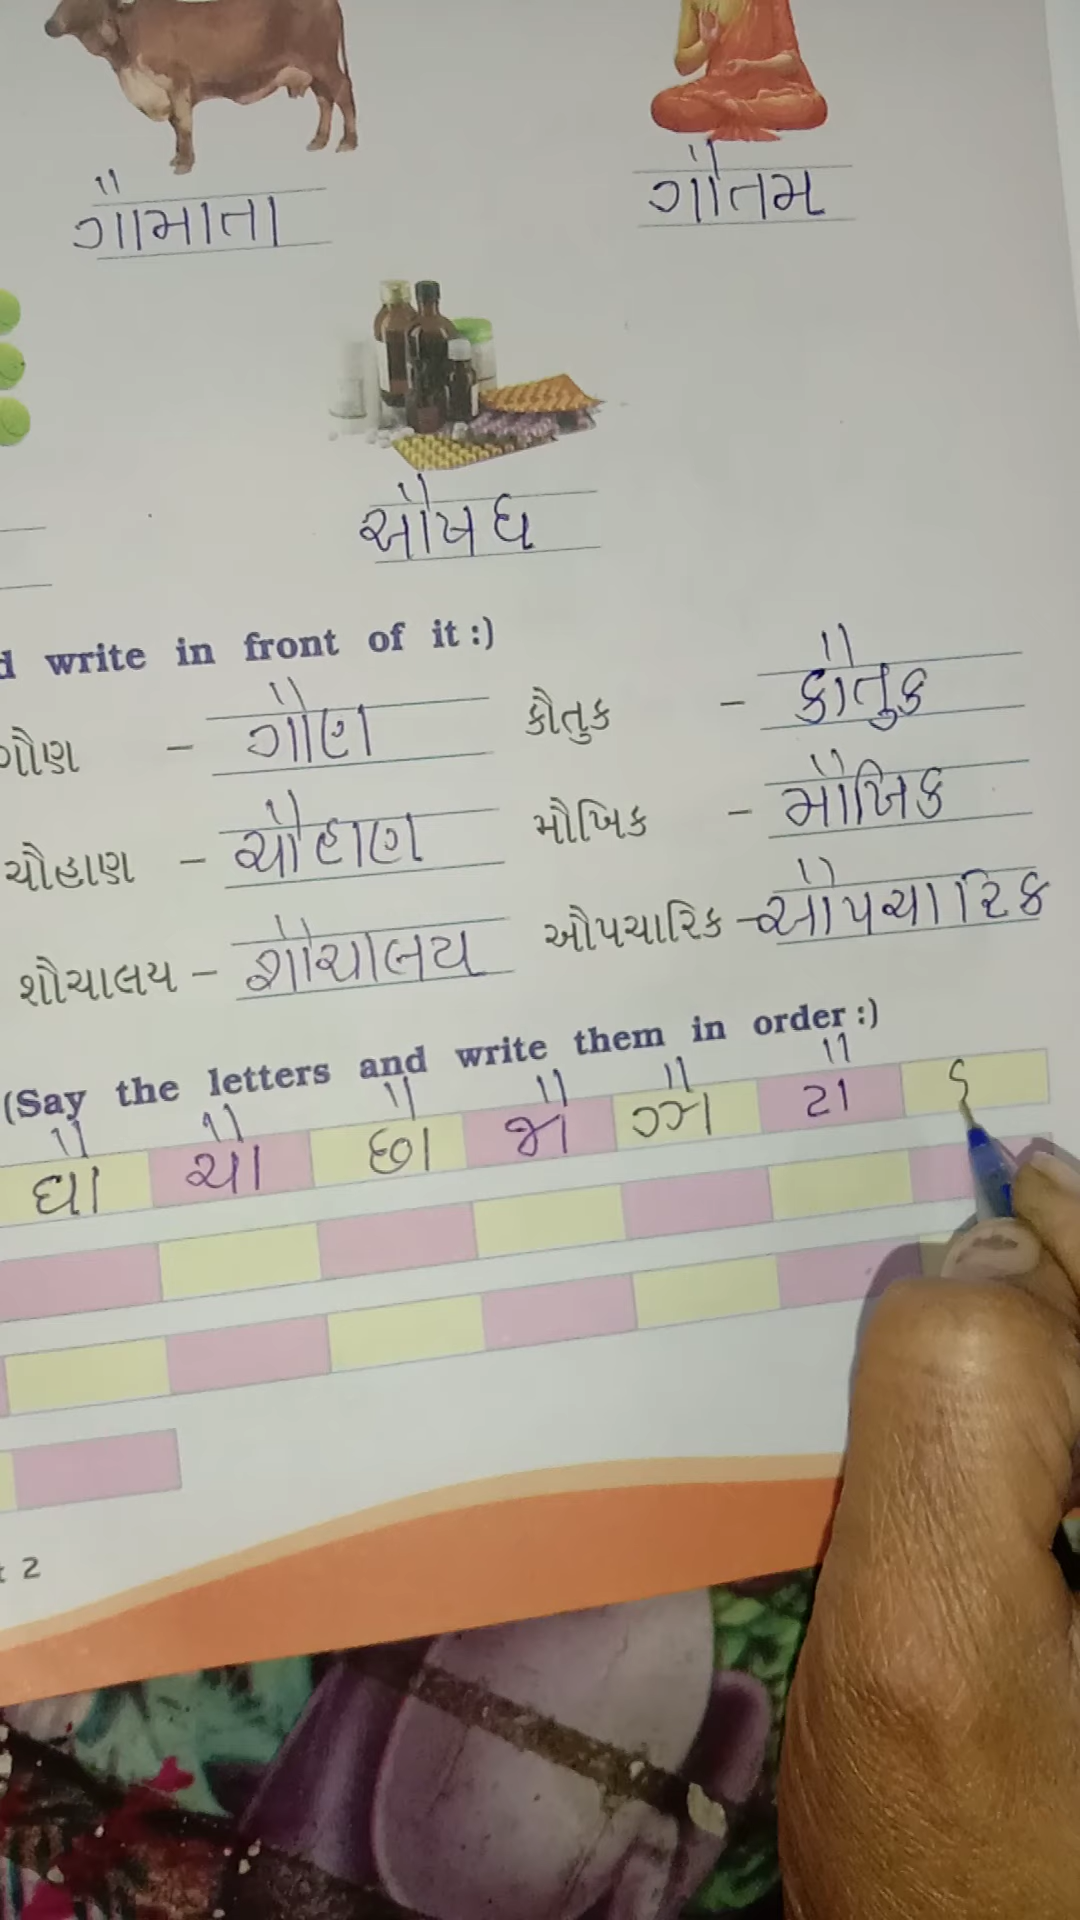 ગૌમાતા ગૌતમ
ઔષધ
write in front of it:)
ગૌણ - ગૌણ કૌતુક - કૌતુક
ચૌહાણ - ચૌહાણ મૌખિક - મૌખિક
શૌચાલય - શૌચાલય ઔપચારિક - ઔપચારિક
(Say the letters and write them in order:)
ઘૌ ચૌ છૌ જૌ ઝૌ ટૌ
2